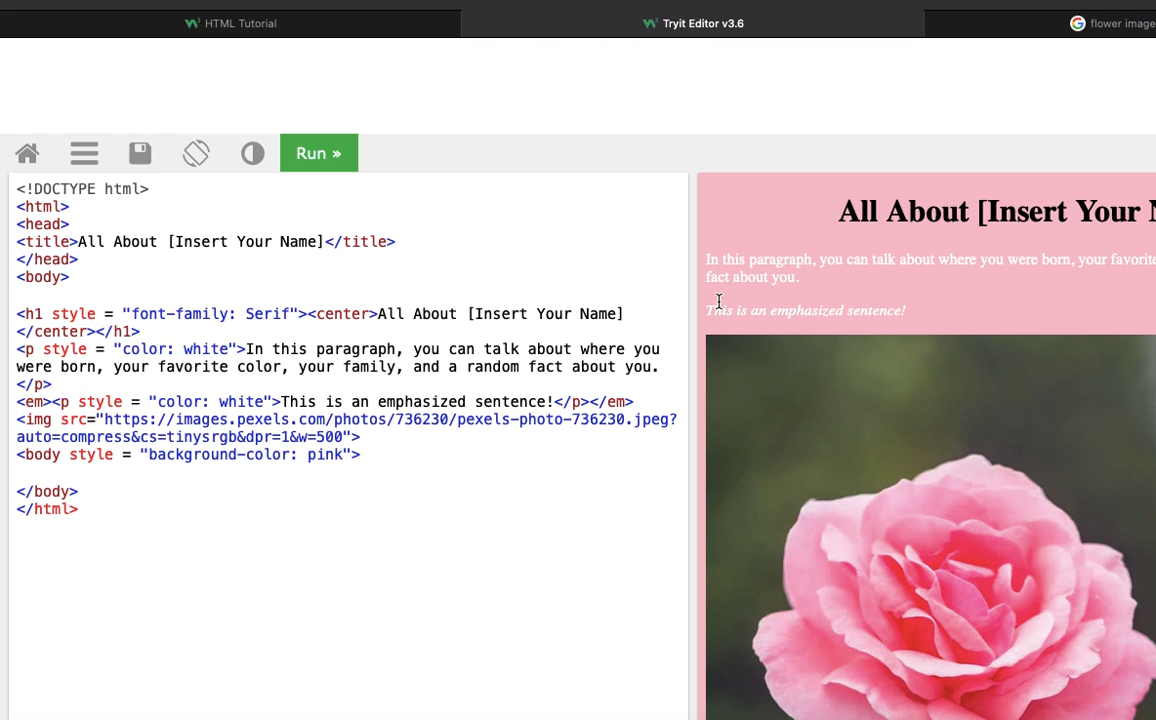 HTML Tutorial
Tryit Editor v3.6
flower image
Run »
<!DOCTYPE html>
<html>
<head>
<title>All About [Insert Your Name]</title>
</head>
<body>
<h1 style = "font-family: Serif"><center>All About [Insert Your Name]
</center></h1>
<p style = "color: white">In this paragraph, you can talk about where you
were born, your favorite color, your family, and a random fact about you.
</p>
<em><p style = "color: white">This is an emphasized sentence!</p></em>
<img src="https://images.pexels.com/photos/736230/pexels-photo-736230.jpeg?
auto=compress&cs=tinysrgb&dpr=1&w=500">
<body style = "background-color: pink">
</body>
</html>
All About [Insert Your
In this paragraph, you can talk about where you were born, your favorite
fact about you.
This is an emphasized sentence!